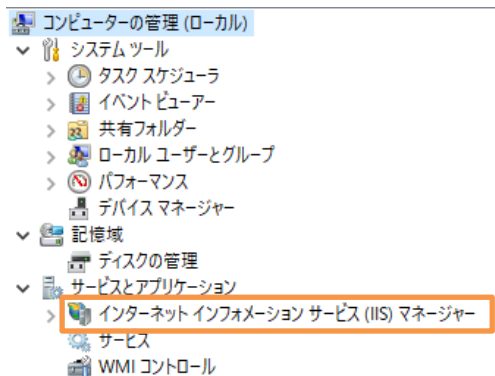 コンピューターの管理 (ローカル)
システム ツール
タスク スケジューラ
イベント ビューアー
共有フォルダー
ローカル ユーザーとグループ
パフォーマンス
デバイス マネージャー
記憶域
ディスクの管理
サービスとアプリケーション
インターネット インフォメーション サービス (IIS) マネージャー
サービス
WMI コントロール